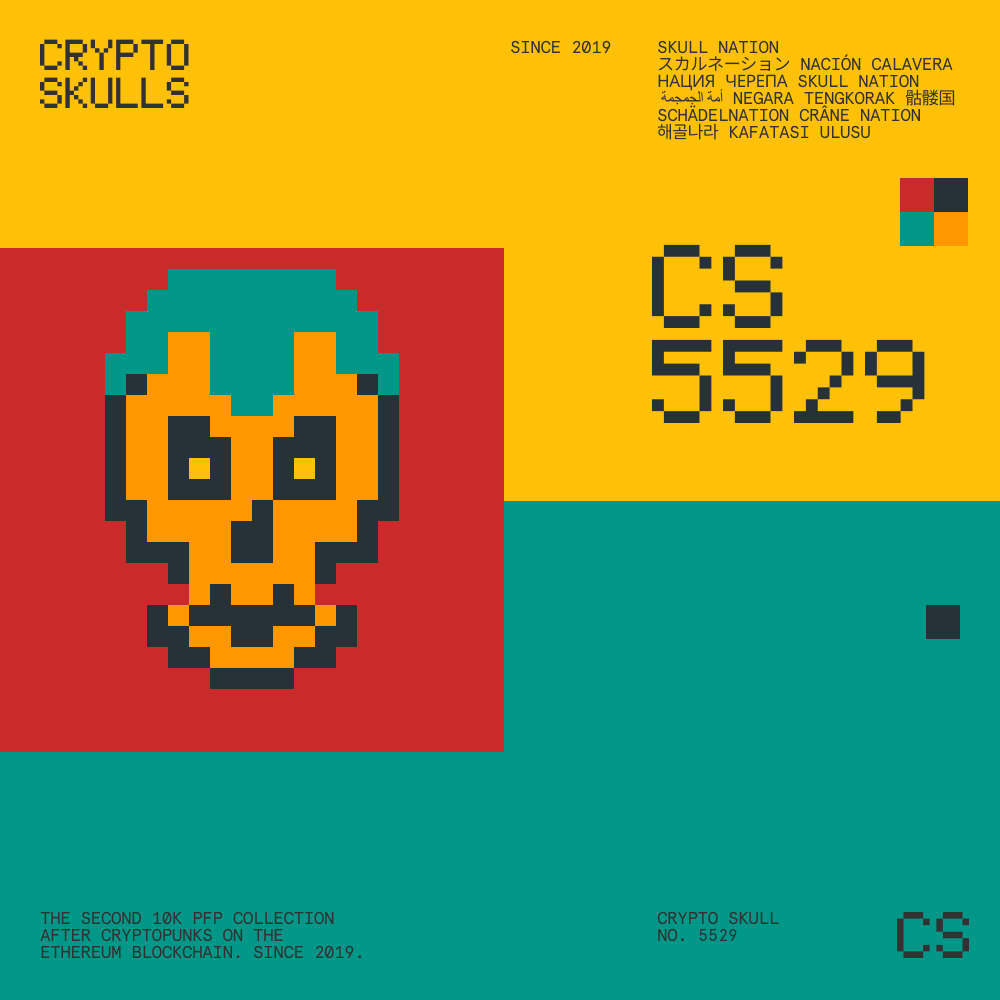 CRYPTO
SKULLS
SINCE 2019
SKULL NATION
スカルネーション NACIÓN CALAVERA
НАЦИЯ ЧЕРЕПА SKULL NATION
أمة الجمجمة NEGARA TENGKORAK 骷髅国
SCHÄDELNATION CRÂNE NATION
해골나라 KAFATASI ULUSU
CS
5529
THE SECOND 10K PFP COLLECTION
AFTER CRYPTOPUNKS ON THE
ETHEREUM BLOCKCHAIN. SINCE 2019.
CRYPTO SKULL
NO. 5529
CS